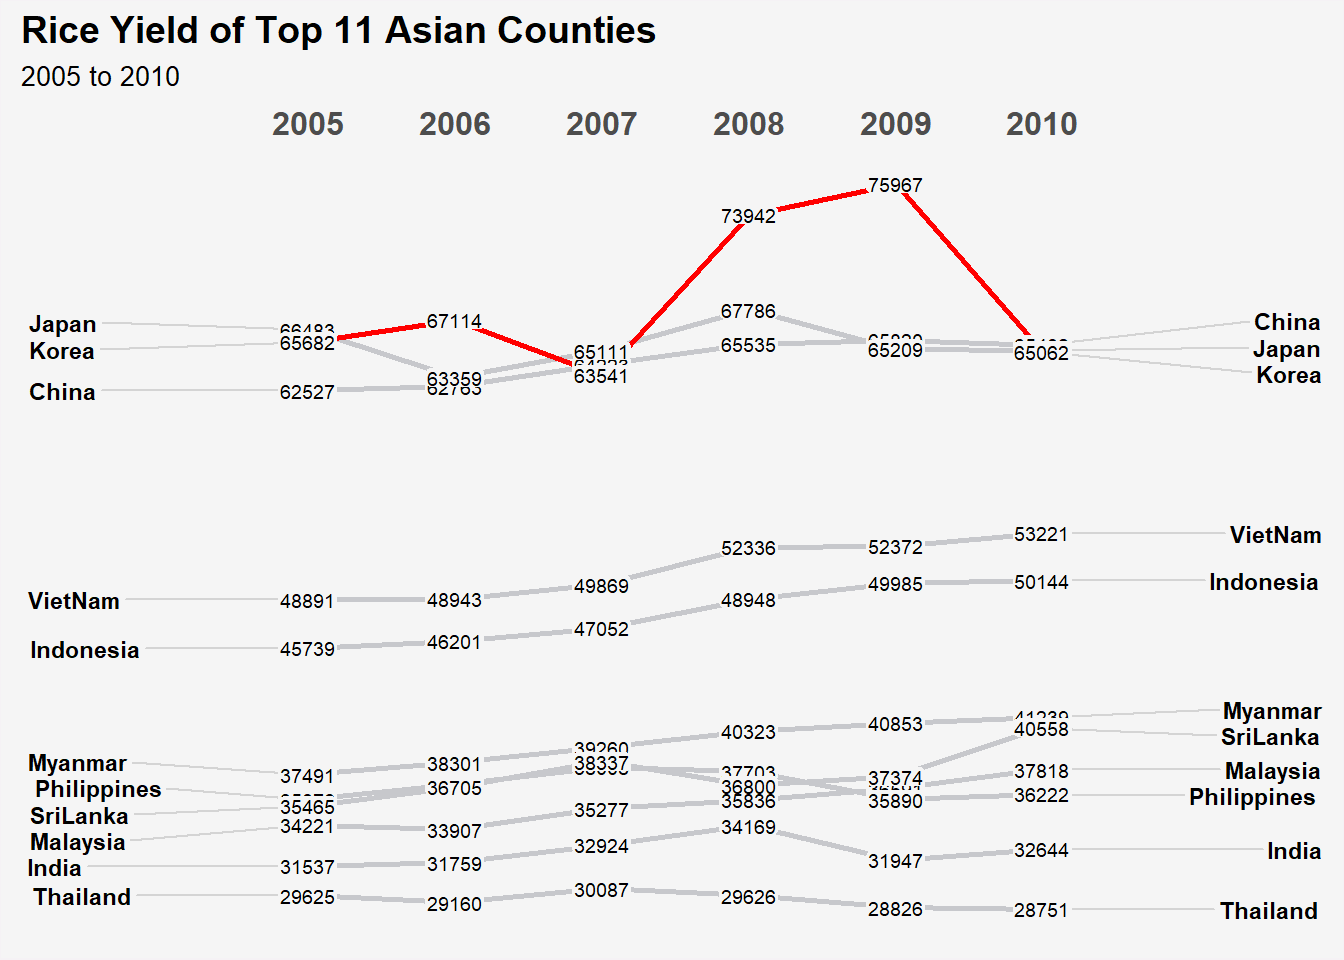 Rice Yield of Top 11 Asian Counties
2005 to 2010
2005 2006 2007 2008 2009 2010
75967
73942
67786
Japan 66483 67114 China
Korea 65682 65111 65535 65209 65062 Japan
63359 63541 Korea
China 62527 62763
52336 52372 53221 VietNam
VietNam 48891 48943 49869 48948 49985 50144 Indonesia
Indonesia 45739 46201 47052
40323 40853 41239 Myanmar
Myanmar 37491 38301 39260 40558 SriLanka
38337 37703 37374 37818 Malaysia
Philippines 36705 36800 36222 Philippines
SriLanka 35465 35277 35836 35890
Malaysia 34221 33907 34169
India 31537 31759 32924 31947 32644 India
Thailand 29625 29160 30087 29626 28826 28751 Thailand